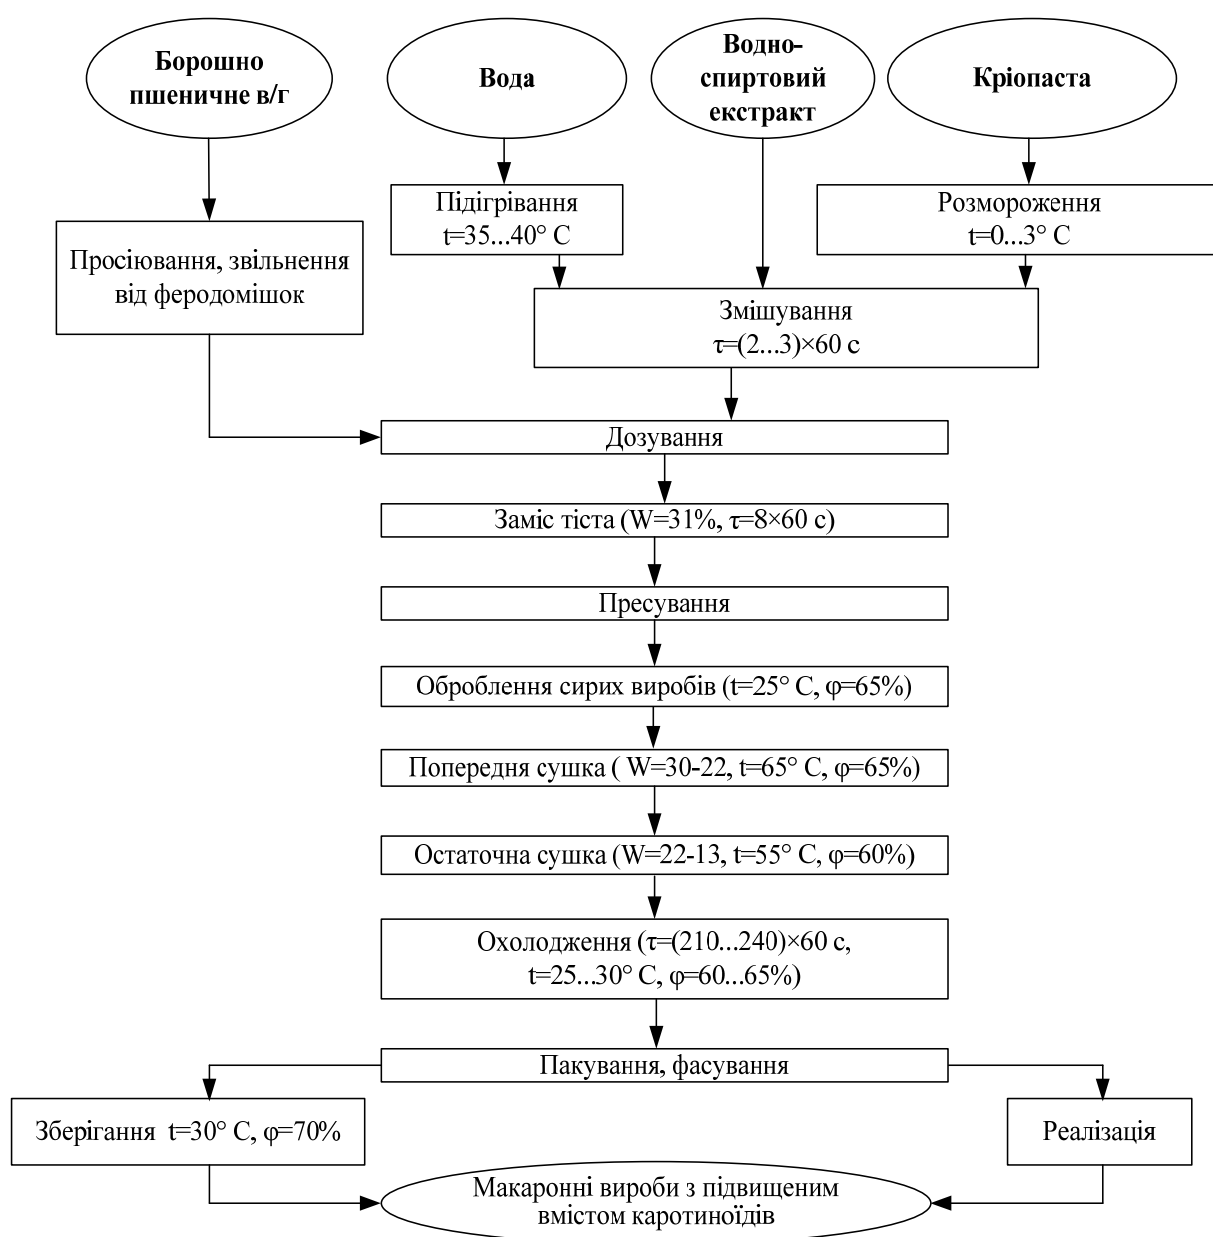 Борошно
пшеничне в/г
Вода
Водно-
спиртовий
екстракт
Кріопаста
Підігрівання
t=35...40° С
Розмороження
t=0...3° С
Просіювання, звільнення
від феродомішок
Змішування
τ=(2...3)×60 с
Дозування
Заміс тіста (W=31%, τ=8×60 с)
Пресування
Оброблення сирих виробів (t=25° С, φ=65%)
Попередня сушка ( W=30-22, t=65° С, φ=65%)
Остаточна сушка (W=22-13, t=55° С, φ=60%)
Охолодження (τ=(210...240)×60 с,
t=25...30° С, φ=60...65%)
Пакування, фасування
Зберігання t=30° С, φ=70%
Реалізація
Макаронні вироби з підвищеним
вмістом каротиноїдів